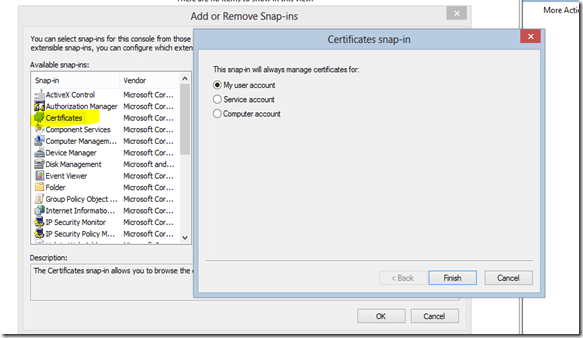 There are no items to show in this view.
More Actio
Add or Remove Snap-ins
You can select snap-ins for this console from those
extensible snap-ins, you can configure which exten
Available snap-ins:
Snap-in Vendor
ActiveX Control Microsoft Cor...
Authorization Manager Microsoft Cor...
Certificates Microsoft Cor...
Component Services Microsoft Cor...
Computer Managem... Microsoft Cor...
Device Manager Microsoft Cor...
Disk Management Microsoft and...
Event Viewer Microsoft Cor...
Folder Microsoft Cor...
Group Policy Object ... Microsoft Cor...
Internet Informatio... Microsoft Cor...
IP Security Monitor Microsoft Cor...
IP Security Policy M... Microsoft Cor...
Description:
The Certificates snap-in allows you to browse the
OK
Cancel
Certificates snap-in
This snap-in will always manage certificates for:
My user account
Service account
Computer account
< Back
Finish
Cancel